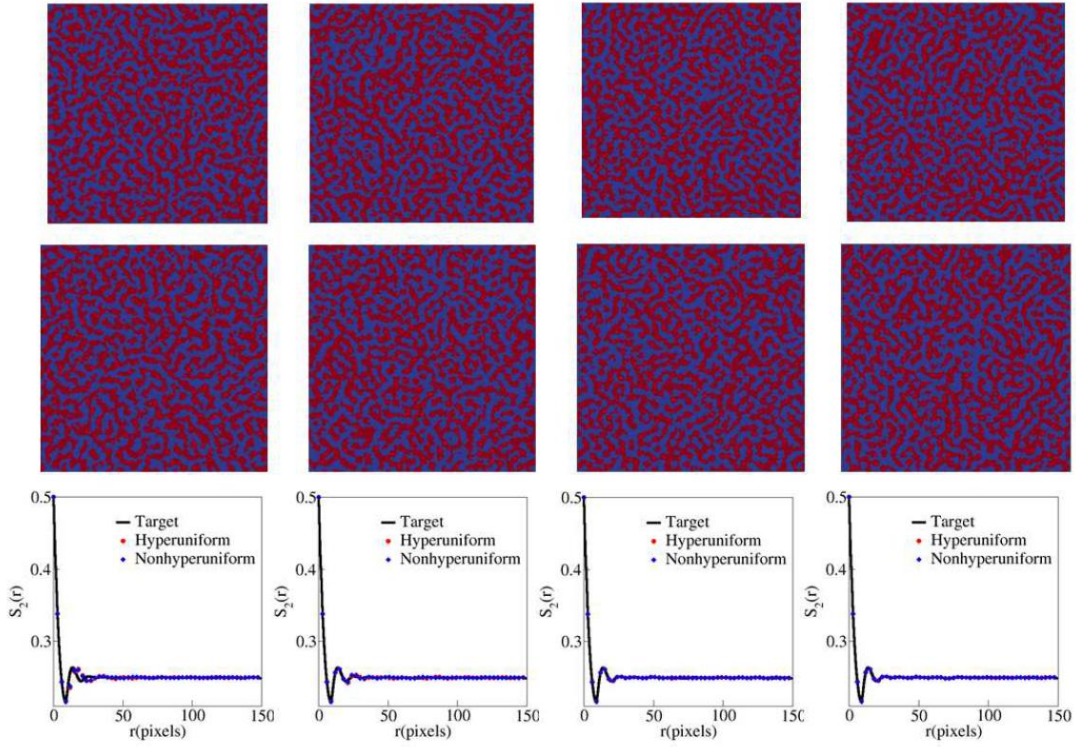 0.5
0.4
0.3
S₂(r)
Target
Hyperuniform
Nonhyperuniform
0 50 100 150
r(pixels)
0.5
0.4
0.3
S₂(r)
Target
Hyperuniform
Nonhyperuniform
0 50 100 150
r(pixels)
0.5
0.4
0.3
S₂(r)
Target
Hyperuniform
Nonhyperuniform
0 50 100 150
r(pixels)
0.5
0.4
0.3
S₂(r)
Target
Hyperuniform
Nonhyperuniform
0 50 100 150
r(pixels)